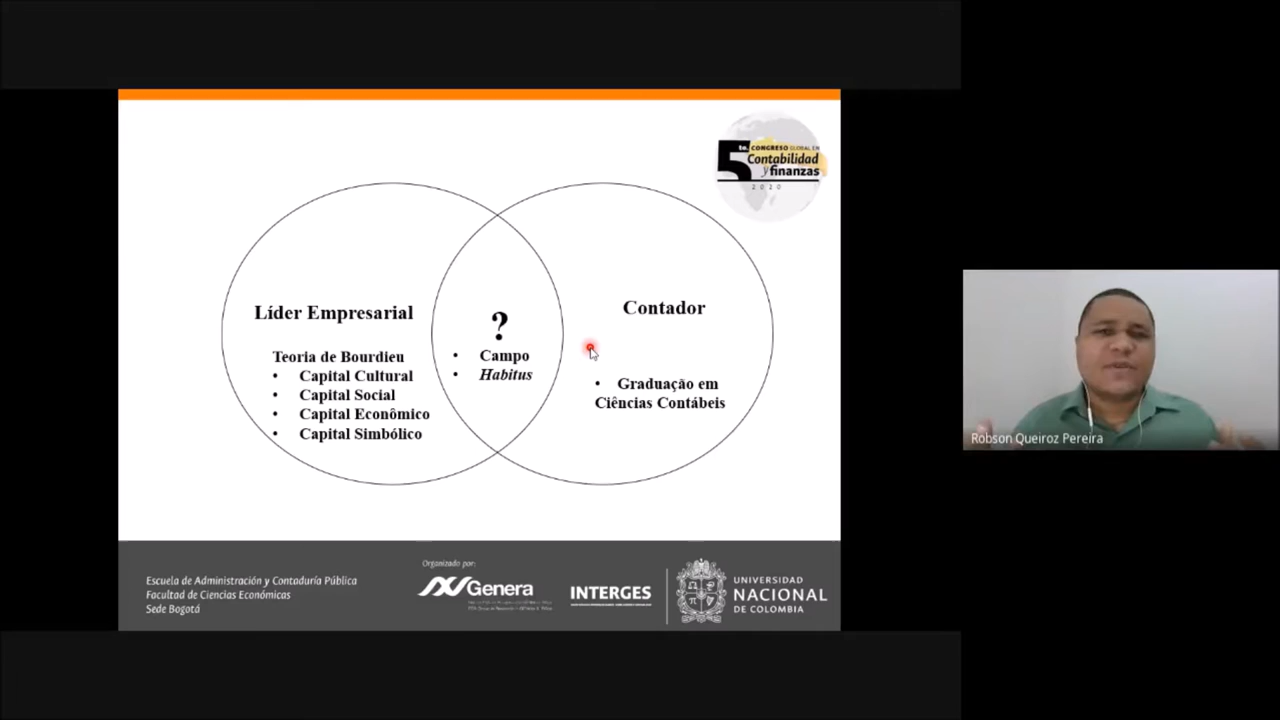 5to. CONGRESO GLOBAL EN
Contabilidad
y finanzas
2020
Líder Empresarial
Teoria de Bourdieu
• Capital Cultural
• Capital Social
• Capital Econômico
• Capital Simbólico
?
• Campo
• Habitus
Contador
• Graduação em
Ciências Contábeis
Robson Queiroz Pereira
Escuela de Administración y Contaduría Pública
Facultad de Ciencias Económicas
Sede Bogotá
Organizado por:
Genera
INTERGES
UNIVERSIDAD
NACIONAL
DE COLOMBIA